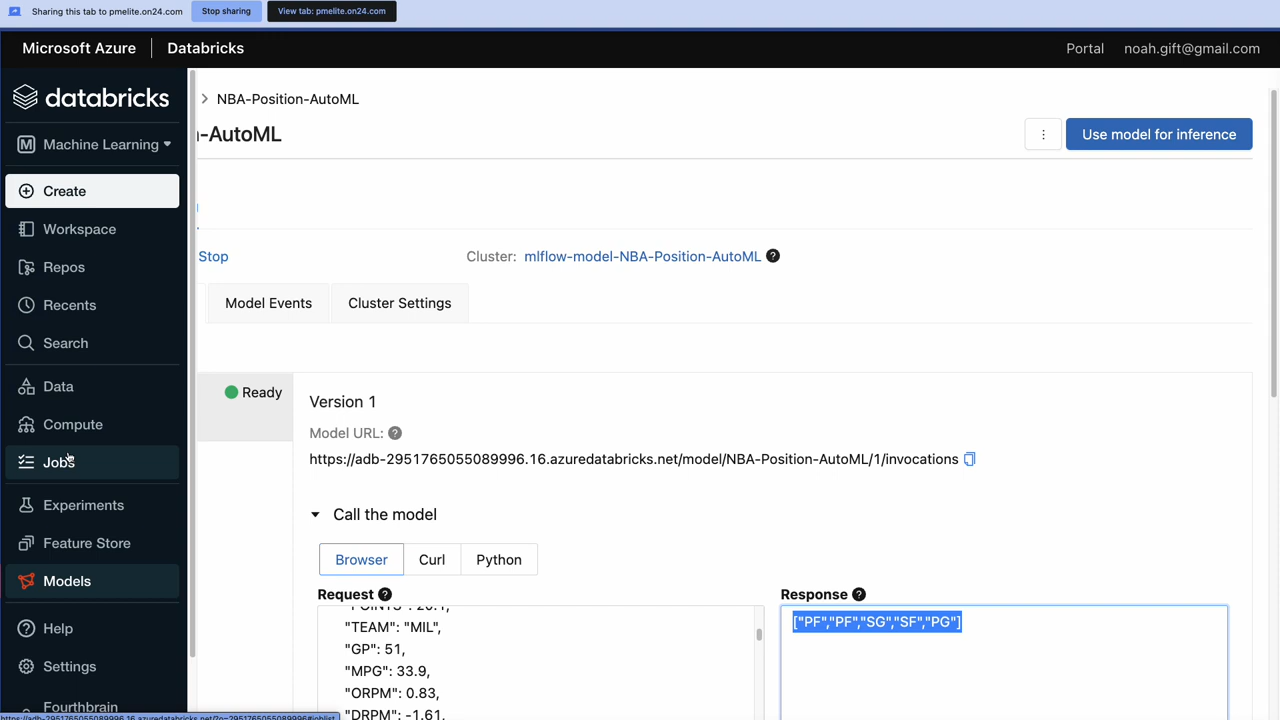 Sharing this tab to pmelite.on24.com Stop sharing View tab: pmelite.on24.com
Microsoft Azure Databricks Portal noah.gift@gmail.com
databricks
Machine Learning
Create
Workspace
Repos
Recents
Search
Data
Compute
Jobs
Experiments
Feature Store
Models
Help
Settings
Fourthbrain
NBA-Position-AutoML
-AutoML
Use model for inference
Stop Cluster: mlflow-model-NBA-Position-AutoML
Model Events Cluster Settings
Ready
Version 1
Model URL:
https://adb-2951765055089996.16.azuredatabricks.net/model/NBA-Position-AutoML/1/invocations
Call the model
Browser Curl Python
Request Response
"TEAM": "MIL",
"GP": 51,
"MPG": 33.9,
"ORPM": 0.83,
"DRPM": -1.61,
["PF","PF","SG","SF","PG"]